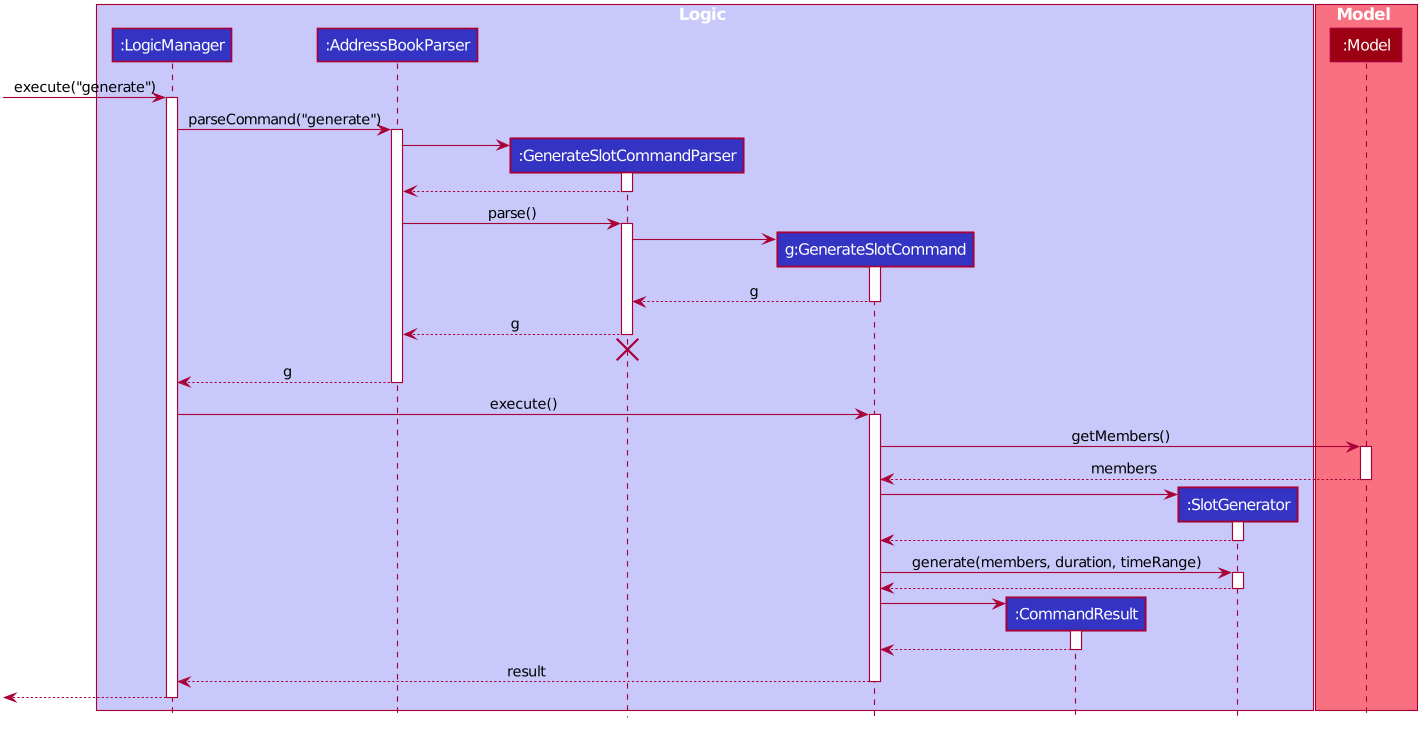 Logic
Model
:LogicManager
:AddressBookParser
:Model
execute("generate")
parseCommand("generate")
:GenerateSlotCommandParser
parse()
g:GenerateSlotCommand
g
g
g
execute()
getMembers()
members
:SlotGenerator
generate(members, duration, timeRange)
:CommandResult
result